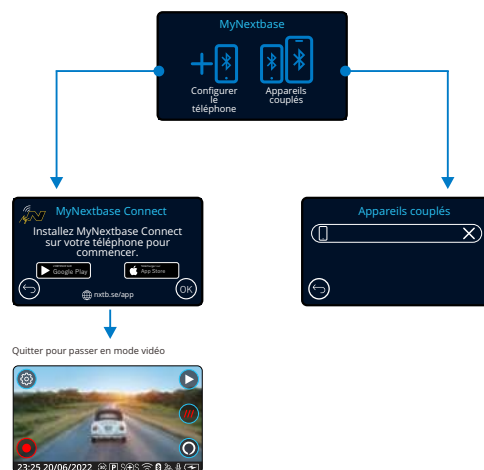 MyNextbase
Configurer
le
téléphone
Appareils
couplés
MyNextbase Connect
Installez MyNextbase Connect
sur votre téléphone pour
commencer.
Google Play
App Store
nxtb.se/app
OK
Appareils couplés
Quitter pour passer en mode vidéo
23:25 20/06/2022